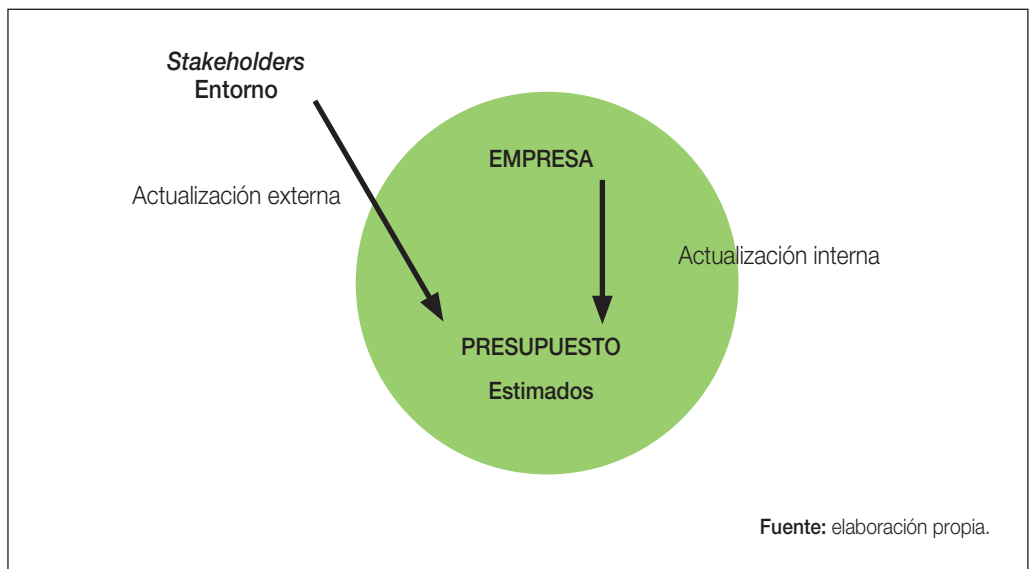 Stakeholders
Entorno
EMPRESA
Actualización externa
Actualización interna
PRESUPUESTO
Estimados
Fuente: elaboración propia.